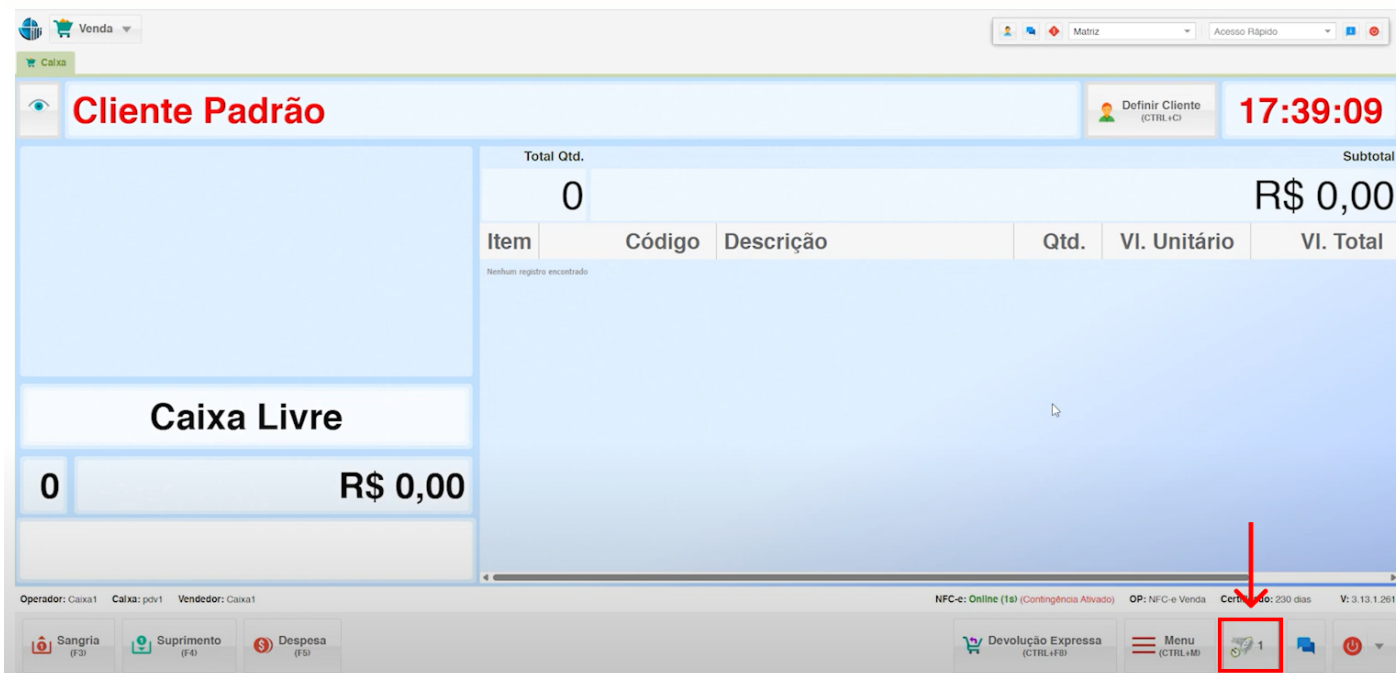 Venda
Matriz
Acesso Rápido
Caixa
Cliente Padrão
Definir Cliente
(CTRL+C)
17:39:09
Total Qtd.
Subtotal
0
R$ 0,00
Item
Código
Descrição
Qtd.
Vl. Unitário
Vl. Total
Nenhum registro encontrado
Caixa Livre
0
R$ 0,00
Operador: Caixa1 Caixa: pdv1 Vendedor: Caixa1
NFC-e: Online (1s) (Contingência Ativado) OP: NFC-e Venda : 230 dias V: 3.13.1.261
Sangria
(F3)
Suprimento
(F4)
Despesa
(F5)
Devolução Expressa
(CTRL+F8)
Menu
(CTRL+M)
1